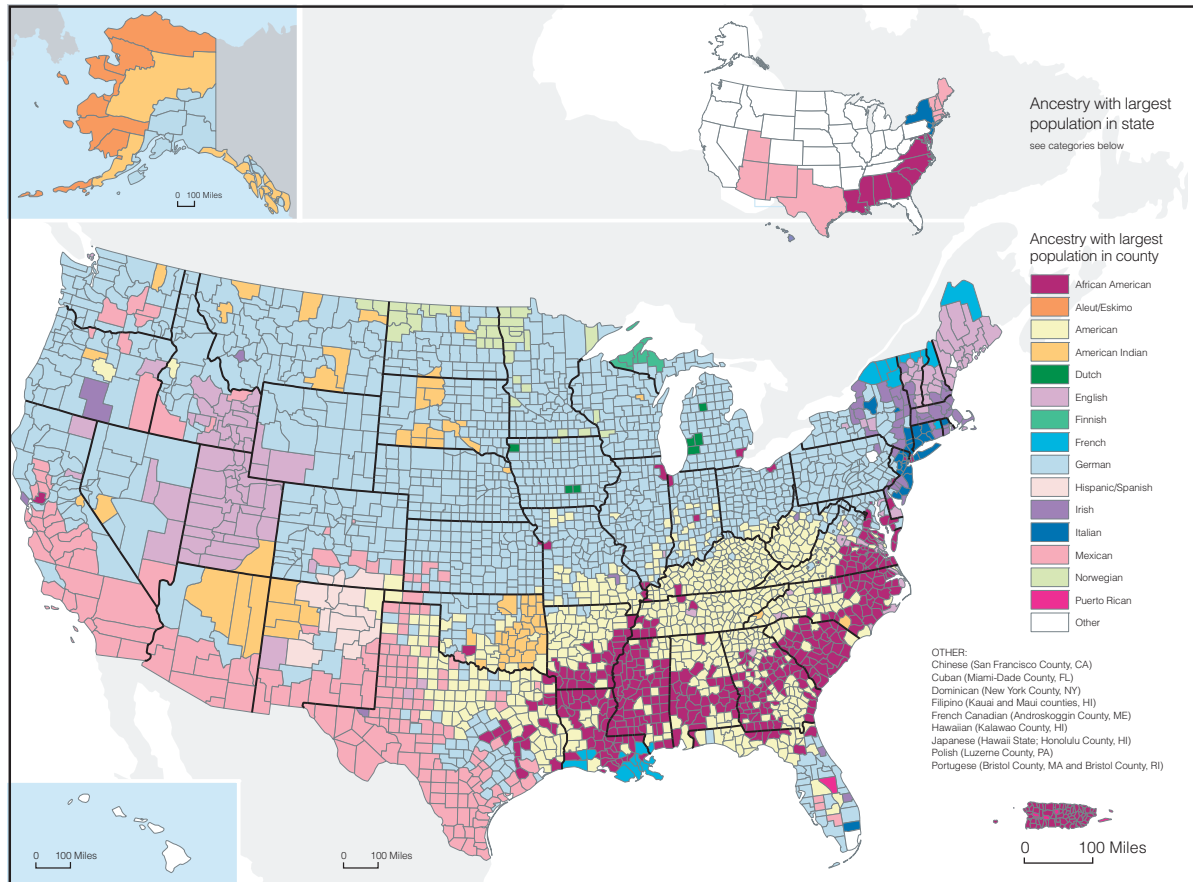 0 100 Miles
Ancestry with largest
population in state
see categories below
Ancestry with largest
population in county
African American
Aleut/Eskimo
American
American Indian
Dutch
English
Finnish
French
German
Hispanic/Spanish
Irish
Italian
Mexican
Norwegian
Puerto Rican
Other
OTHER:
Chinese (San Francisco County, CA)
Cuban (Miami-Dade County, FL)
Dominican (New York County, NY)
Filipino (Kauai and Maui counties, HI)
French Canadian (Androskoggin County, ME)
Hawaiian (Kalawao County, HI)
Japanese (Hawaii State; Honolulu County, HI)
Polish (Luzerne County, PA)
Portugese (Bristol County, MA and Bristol County, RI)
0 100 Miles
0 100 Miles
0 100 Miles